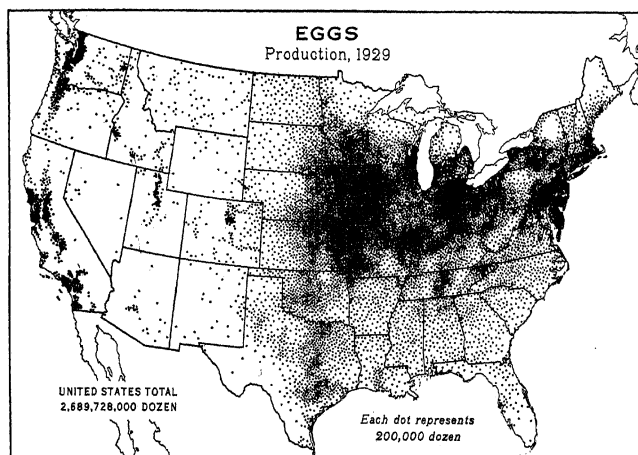 EGGS
Production, 1929
UNITED STATES TOTAL
2,689,728,000 DOZEN
Each dot represents
200,000 dozen